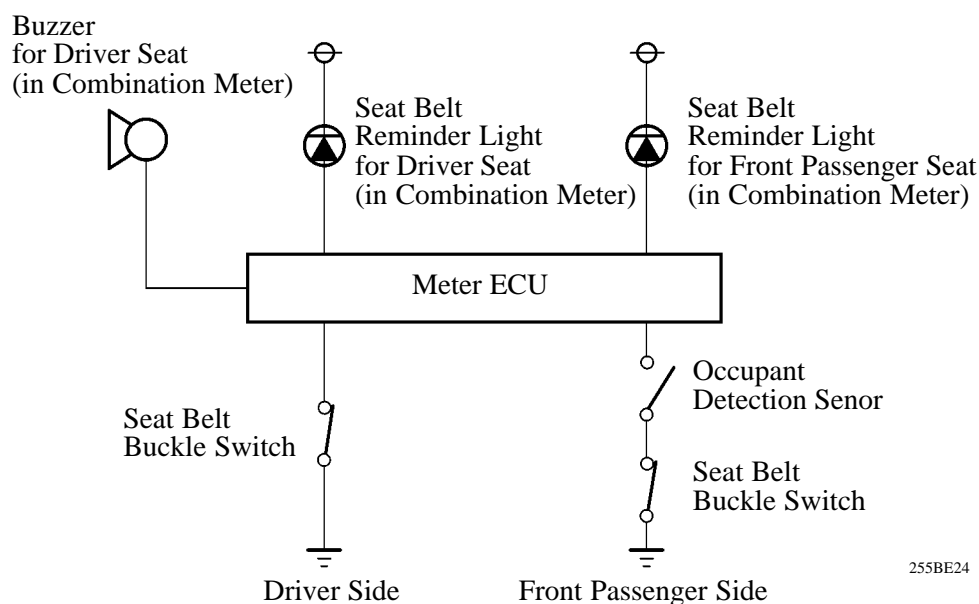 Buzzer
for Driver Seat
(in Combination Meter)
Seat Belt
Reminder Light
for Driver Seat
(in Combination Meter)
Seat Belt
Reminder Light
for Front Passenger Seat
(in Combination Meter)
Meter ECU
Seat Belt
Buckle Switch
Occupant
Detection Senor
Seat Belt
Buckle Switch
Driver Side
Front Passenger Side
255BE24